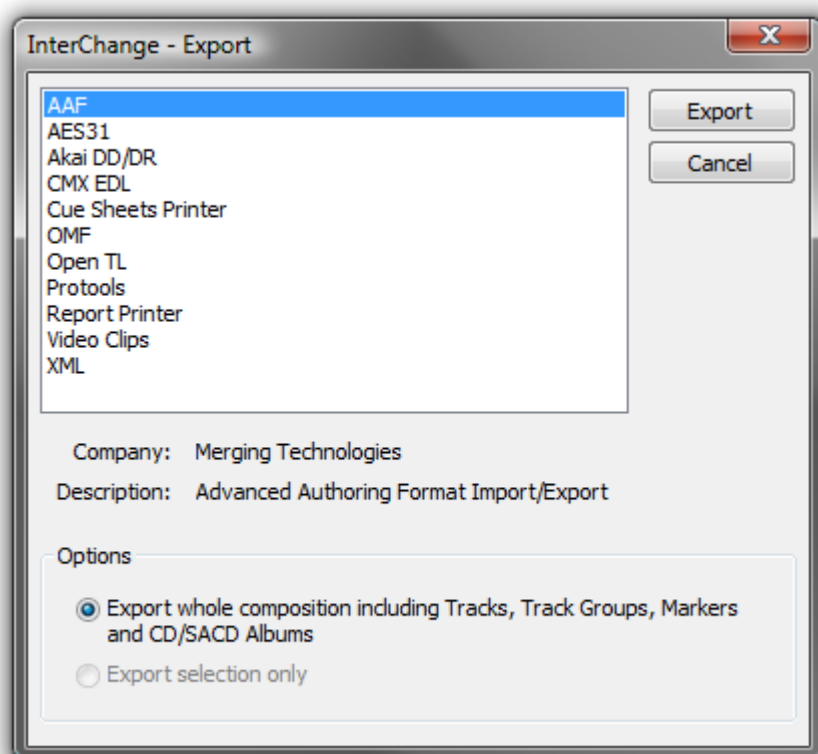 InterChange - Export
AAF
AES31
Akai DD/DR
CMX EDL
Cue Sheets Printer
OMF
Open TL
Protools
Report Printer
Video Clips
XML
Export
Cancel
Company: Merging Technologies
Description: Advanced Authoring Format Import/Export
Options
Export whole composition including Tracks, Track Groups, Markers
and CD/SACD Albums
Export selection only